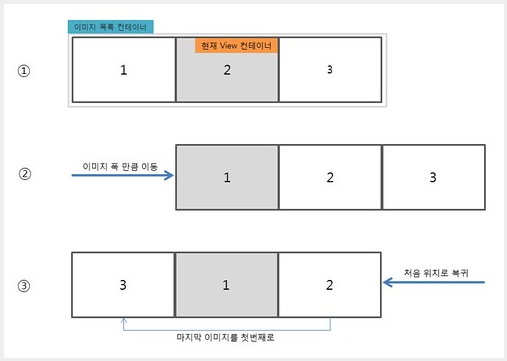 이미지 목록 컨테이너
현재 View 컨테이너
① 1 2 3
이미지 폭 만큼 이동
② 1 2 3
처음 위치로 복귀
③ 3 1 2
마지막 이미지를 첫번째로